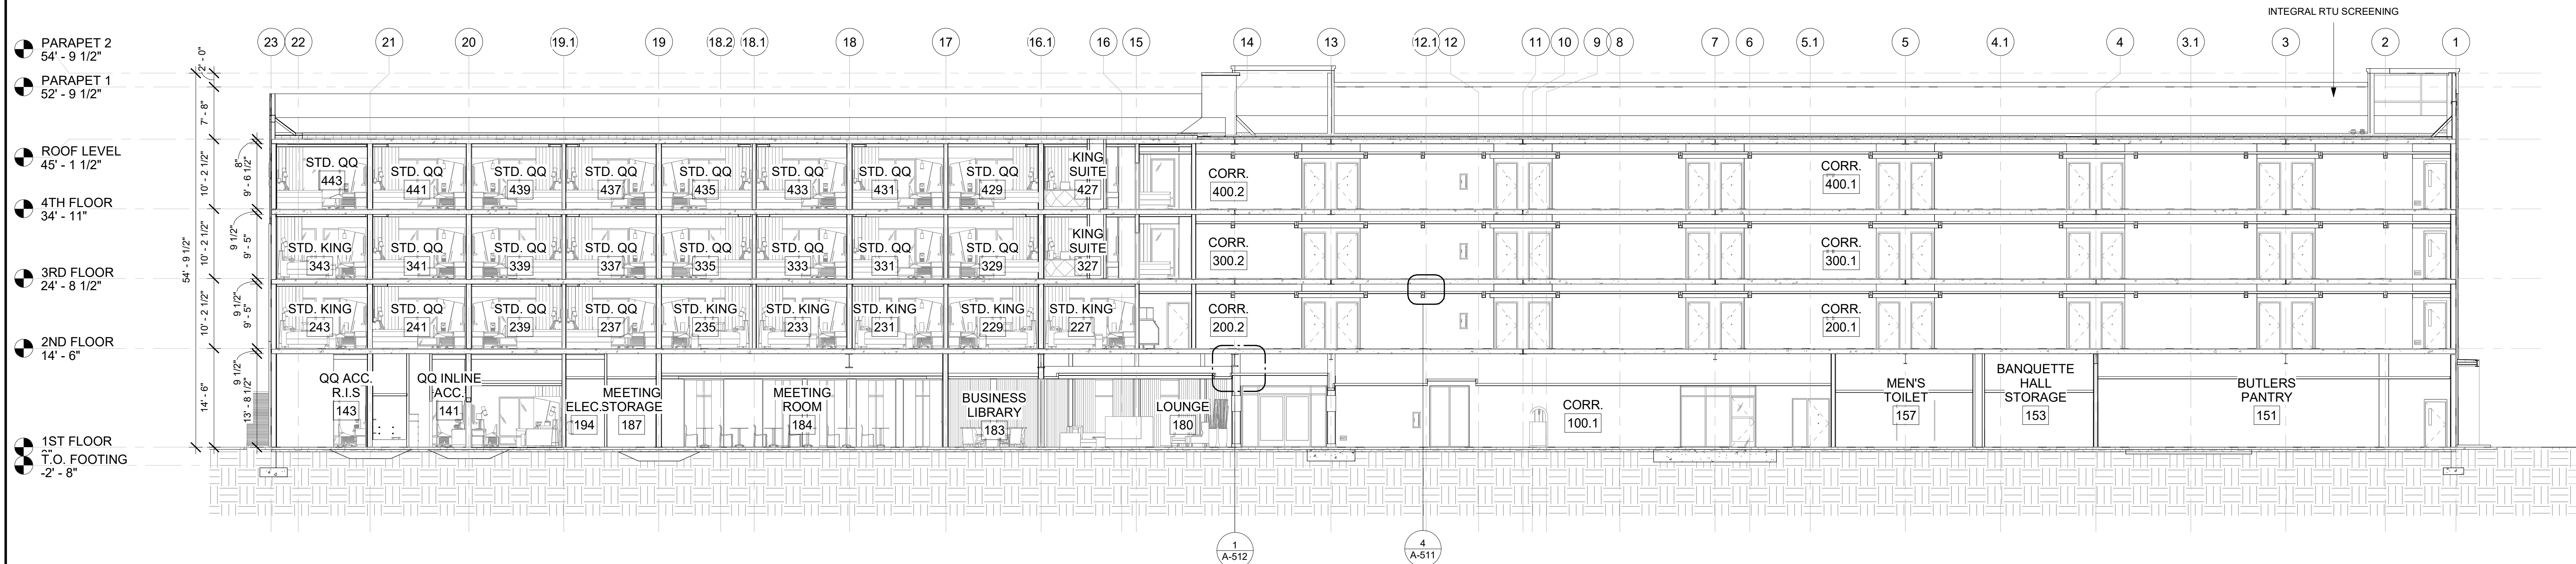 INTEGRAL RTU SCREENING
23 22 21 20 19.1 19 18.2 18.1 18 17 16.1 16 15 14 13 12.1 12 11 10 9 8 7 6 5.1 5 4.1 4 3.1 3 2 1
PARAPET 2
54' - 9 1/2"
PARAPET 1
52' - 9 1/2"
ROOF LEVEL
45' - 1 1/2"
4TH FLOOR
34' - 11"
3RD FLOOR
24' - 8 1/2"
2ND FLOOR
14' - 6"
1ST FLOOR
T.O. FOOTING
-2' - 8"
2' - 0"
7' - 8"
54' - 9 1/2"
10' - 2 1/2"
8"
9' - 6 1/2"
10' - 2 1/2"
9 1/2"
9' - 5"
10' - 2 1/2"
9 1/2"
9' - 5"
14' - 6"
9 1/2"
13' - 8 1/2"
STD. QQ
443
STD. QQ
441
STD. QQ
439
STD. QQ
437
STD. QQ
435
STD. QQ
433
STD. QQ
431
STD. QQ
429
KING
SUITE
427
CORR.
400.2
CORR.
400.1
STD. KING
343
STD. QQ
341
STD. QQ
339
STD. QQ
337
STD. QQ
335
STD. QQ
333
STD. QQ
331
STD. QQ
329
KING
SUITE
327
CORR.
300.2
CORR.
300.1
STD. KING
243
STD. QQ
241
STD. QQ
239
STD. QQ
237
STD. KING
235
STD. KING
233
STD. KING
231
STD. KING
229
STD. KING
227
CORR.
200.2
CORR.
200.1
QQ ACC.
R.I.S
143
QQ INLINE
ACC.
141
ELEC.
194
MEETING
STORAGE
187
MEETING
ROOM
184
BUSINESS
LIBRARY
183
LOUNGE
180
CORR.
100.1
MEN'S
TOILET
157
BANQUETTE
HALL
STORAGE
153
BUTLERS
PANTRY
151
1
A-512
4
A-511